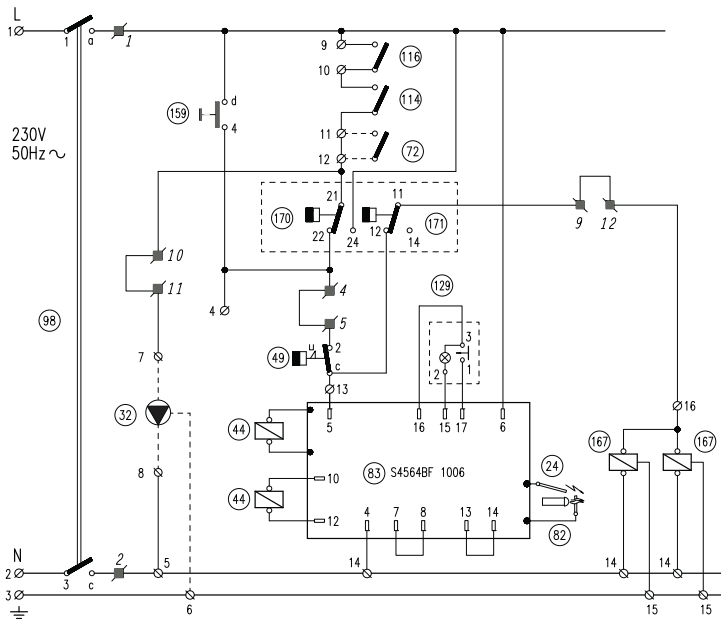 L
1 1 a 1
9 116
10
114
159 d
4
230V
50Hz
11
12 72
21 11
170 171
22 24 12 14
9 12
10
11
4
4
5
98
129
7
49 u 2
c
3
2 1
13
32
16
44 5 16 15 17 6
167 167
8
83 S4564BF 1006
24
44 10
12
4 7 8 13 14
82
N
2 3 c 2 5 14 14 14
3 6 15 15